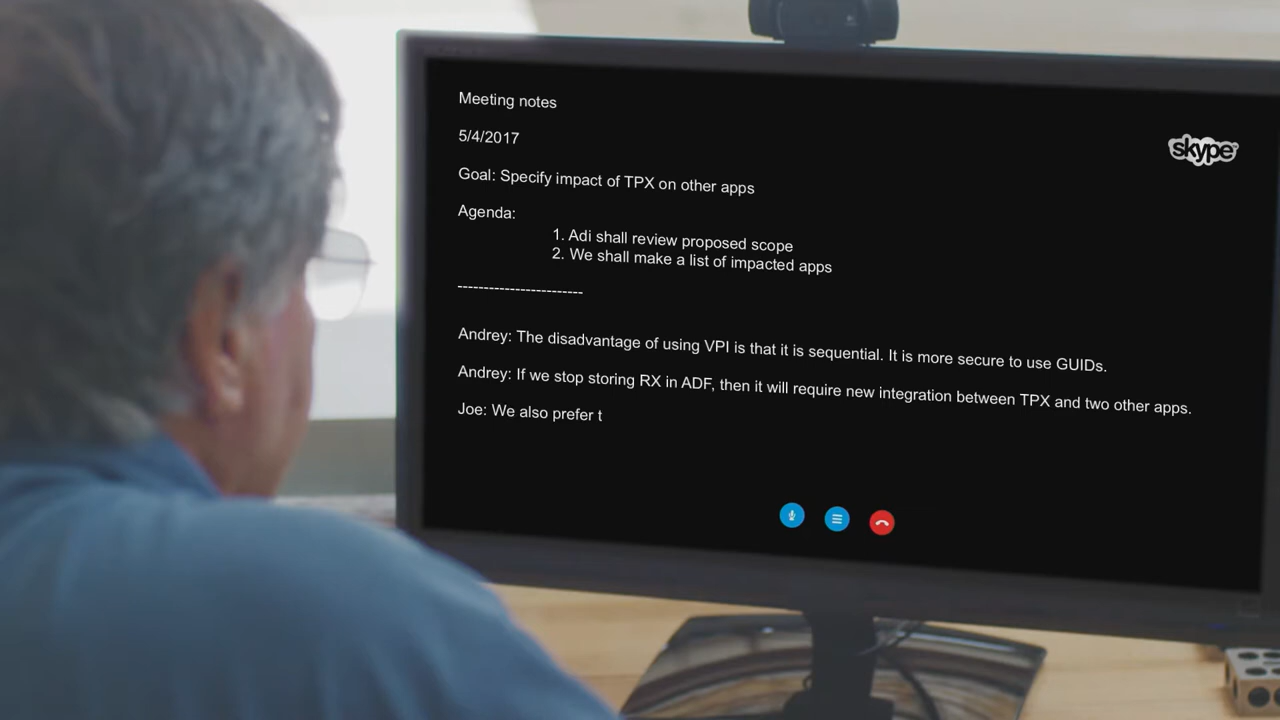 Meeting notes
5/4/2017
skype
Goal: Specify impact of TPX on other apps
Agenda:
1. Adi shall review proposed scope
2. We shall make a list of impacted apps
------------------------
Andrey: The disadvantage of using VPI is that it is sequential. It is more secure to use GUIDs.
Andrey: If we stop storing RX in ADF, then it will require new integration between TPX and two other apps.
Joe: We also prefer t